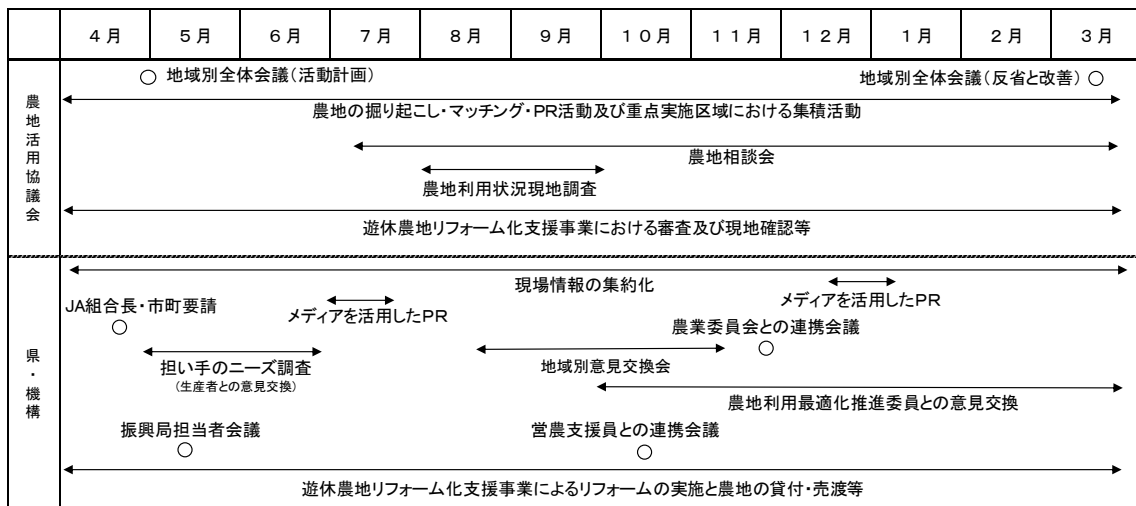 ４月 ５月 ６月 ７月 ８月 ９月 １０月 １１月 １２月 １月 ２月 ３月
農地活用協議会
○ 地域別全体会議（活動計画）
地域別全体会議（反省と改善） ○
農地の掘り起こし・マッチング・PR活動及び重点実施区域における集積活動
農地相談会
農地利用状況現地調査
遊休農地リフォーム化支援事業における審査及び現地確認等
県・機構
現場情報の集約化
JA組合長・市町要請
○
メディアを活用したPR
メディアを活用したPR
農業委員会との連携会議
○
担い手のニーズ調査
（生産者との意見交換）
地域別意見交換会
農地利用最適化推進委員との意見交換
振興局担当者会議
○
営農支援員との連携会議
○
遊休農地リフォーム化支援事業によるリフォームの実施と農地の貸付・売渡等